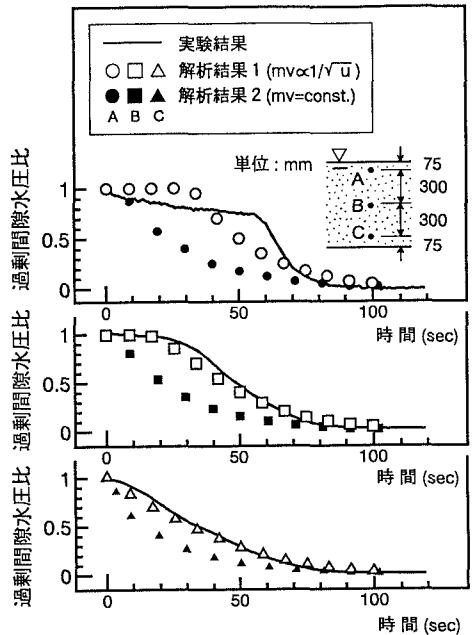 実験結果
○□△ 解析結果1 (mv∝1/√u)
●■▲ 解析結果2 (mv=const.)
A B C
単位:mm
A
B
C
75
300
300
75
過剰間隙水圧比
1
0.5
0
0 50 100
時間 (sec)
過剰間隙水圧比
1
0.5
0
0 50 100
時間 (sec)
過剰間隙水圧比
1
0.5
0
0 50 100
時間 (sec)